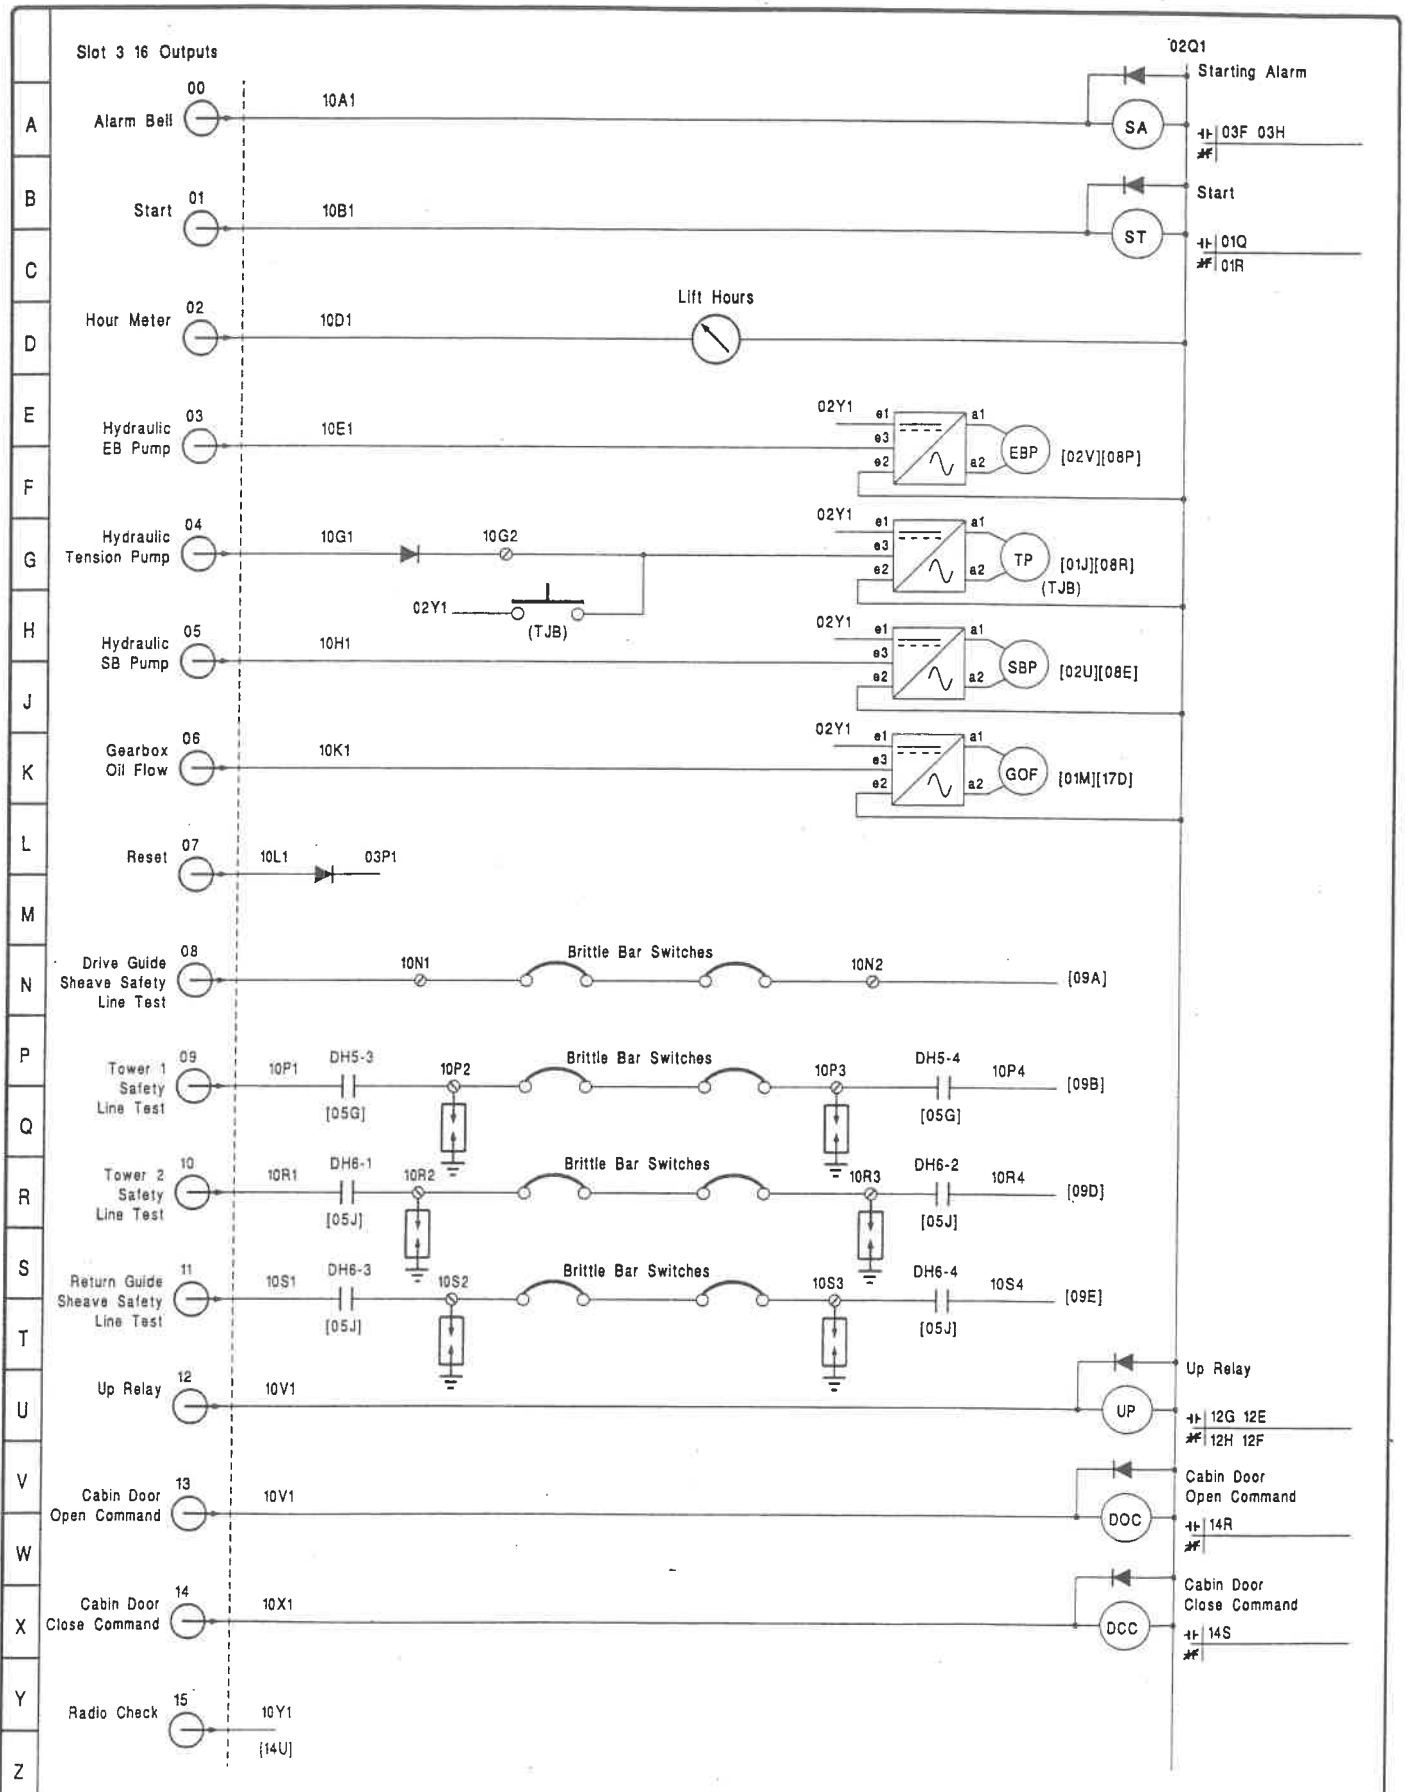 02Q1
Slot 3 16 Outputs
Starting Alarm
00
10A1
A
Alarm Bell
SA
03F 03H
B
01
Start
10B1
Start
ST
01Q
01R
C
Lift Hours
02
Hour Meter
10D1
D
E
03
Hydraulic
EB Pump
10E1
02Y1
e1
e3
e2
a1
a2
EBP
[02V][08P]
F
04
Hydraulic
Tension Pump
10G1
10G2
02Y1
e1
e3
e2
a1
a2
TP
[01J][08R]
(TJB)
G
02Y1
(TJB)
H
05
Hydraulic
SB Pump
10H1
02Y1
e1
e3
e2
a1
a2
SBP
[02U][08E]
J
06
Gearbox
Oil Flow
10K1
02Y1
e1
e3
e2
a1
a2
GOF
[01M][17D]
K
L
07
Reset
10L1
03P1
M
08
Drive Guide
Sheave Safety
Line Test
10N1
Brittle Bar Switches
10N2
[09A]
N
P
09
Tower 1
Safety
Line Test
10P1
DH5-3
[05G]
10P2
Brittle Bar Switches
10P3
DH5-4
[05G]
10P4
[09B]
Q
10
Tower 2
Safety
Line Test
10R1
DH6-1
[05J]
10R2
Brittle Bar Switches
10R3
DH6-2
[05J]
10R4
[09D]
R
S
11
Return Guide
Sheave Safety
Line Test
10S1
DH6-3
[05J]
10S2
Brittle Bar Switches
10S3
DH6-4
[05J]
10S4
[09E]
T
12
Up Relay
10V1
Up Relay
UP
12G 12E
12H 12F
U
V
13
Cabin Door
Open Command
10V1
Cabin Door
Open Command
DOC
14R
W
14
Cabin Door
Close Command
10X1
Cabin Door
Close Command
DCC
14S
X
Y
15
Radio Check
10Y1
[14U]
Z